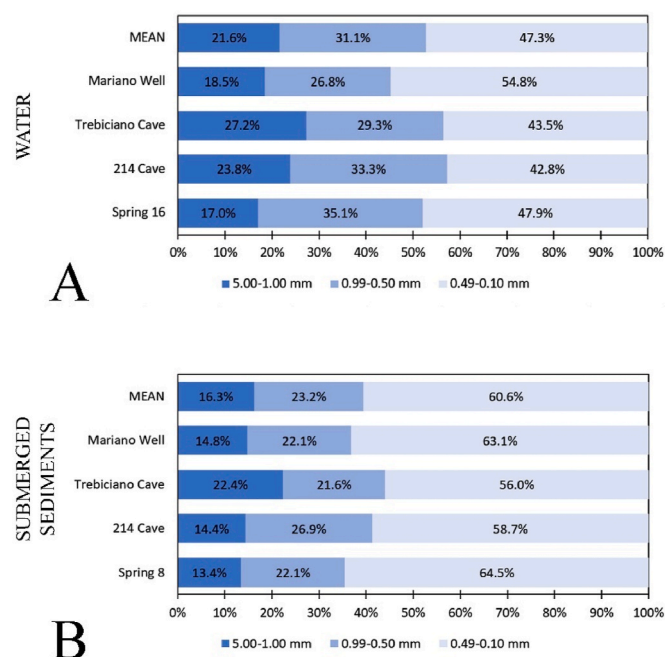 WATER
MEAN 21.6% 31.1% 47.3%
Mariano Well 18.5% 26.8% 54.8%
Trebiciano Cave 27.2% 29.3% 43.5%
214 Cave 23.8% 33.3% 42.8%
Spring 16 17.0% 35.1% 47.9%
0% 10% 20% 30% 40% 50% 60% 70% 80% 90% 100%
A
5.00-1.00 mm 0.99-0.50 mm 0.49-0.10 mm
SUBMERGED
SEDIMENTS
MEAN 16.3% 23.2% 60.6%
Mariano Well 14.8% 22.1% 63.1%
Trebiciano Cave 22.4% 21.6% 56.0%
214 Cave 14.4% 26.9% 58.7%
Spring 8 13.4% 22.1% 64.5%
0% 10% 20% 30% 40% 50% 60% 70% 80% 90% 100%
B
5.00-1.00 mm 0.99-0.50 mm 0.49-0.10 mm